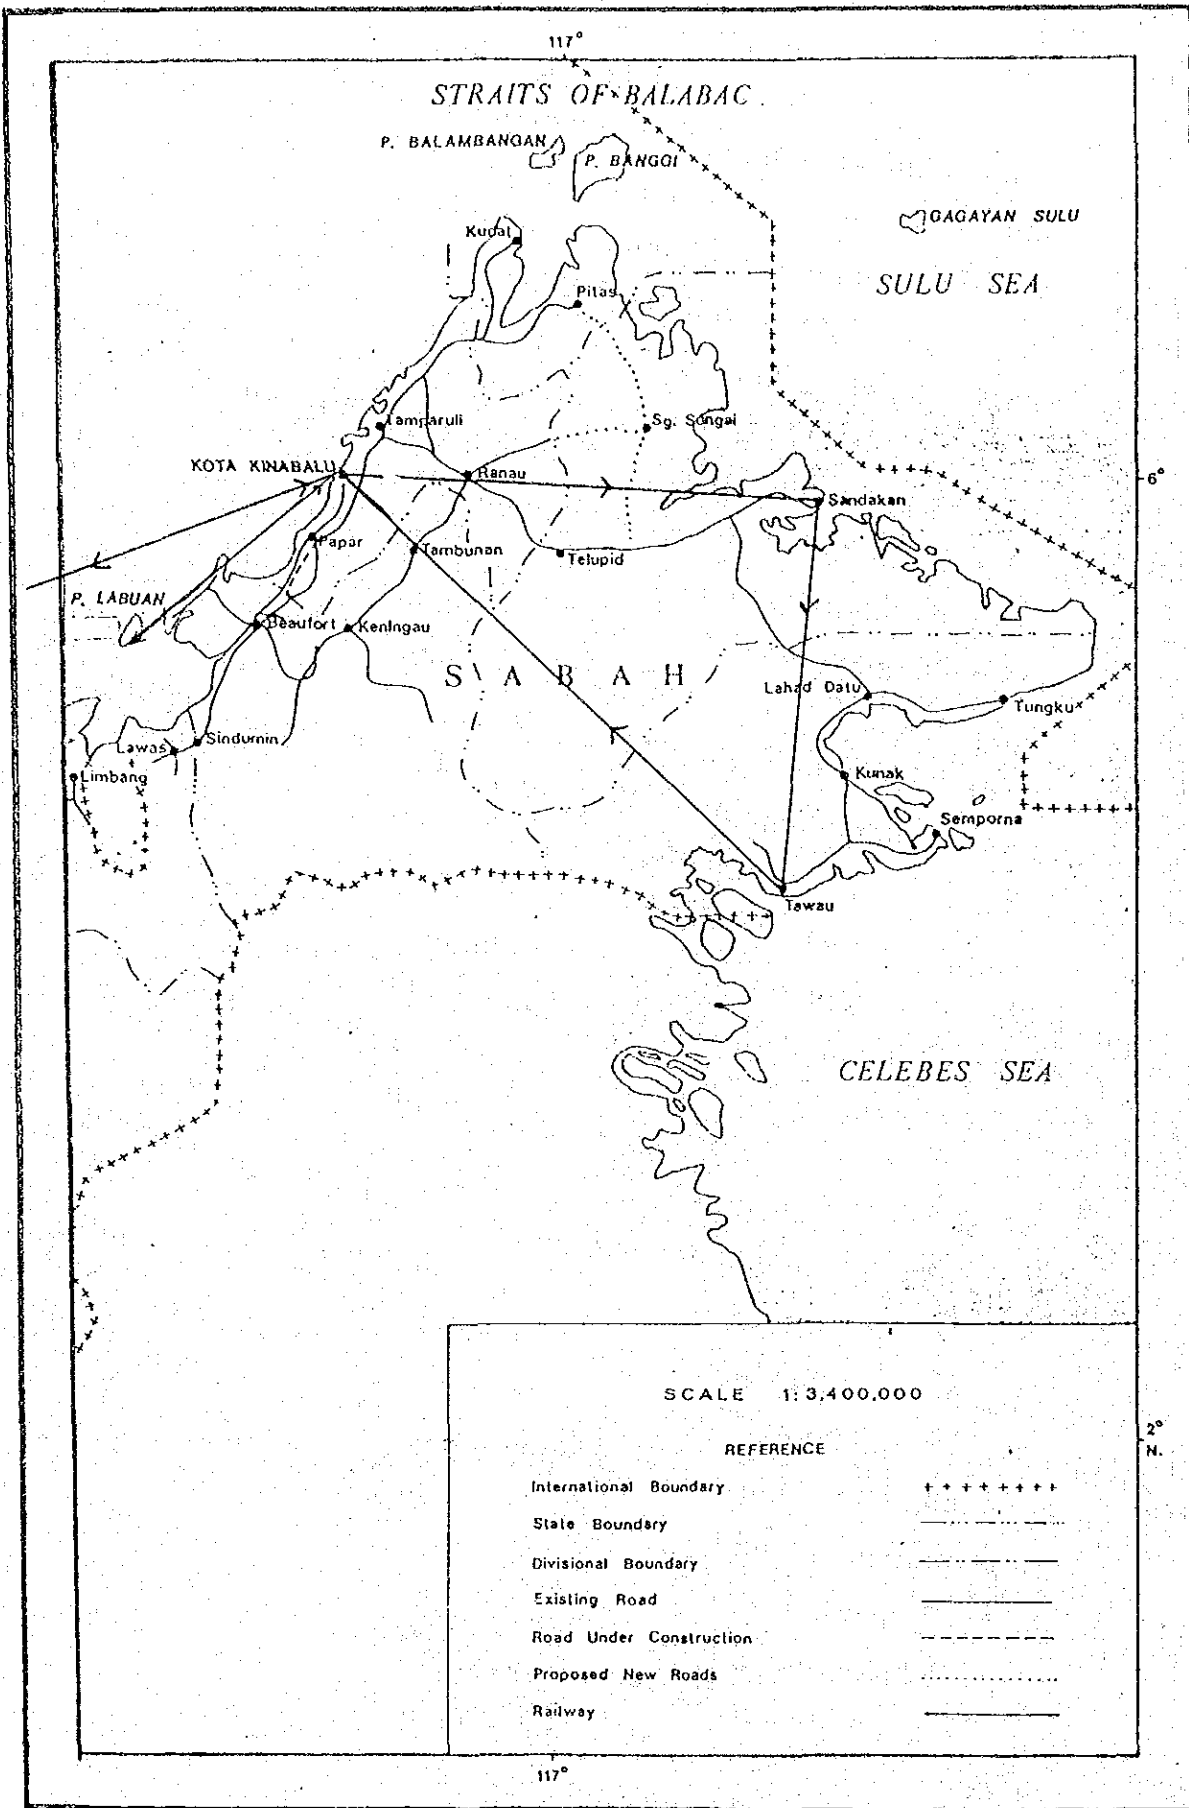 117°
STRAITS OF BALABAC
P. BALAMBANGAN
P. BANGGI
GAGAYAN SULU
Kudat
SULU SEA
Pitas
Tamparuli
Sg. Sungai
KOTA KINABALU
Ranau
6°
Sandakan
Papar
Tambunan
Telupid
P. LABUAN
Beaufort
Keningau
SABAH
Lahad Datu
Tungku
Lawas
Sindumin
Limbang
Kunak
Semporna
Tawau
CELEBES SEA
SCALE 1:3,400,000
2°
N.
REFERENCE
International Boundary
State Boundary
Divisional Boundary
Existing Road
Road Under Construction
Proposed New Roads
Railway
117°